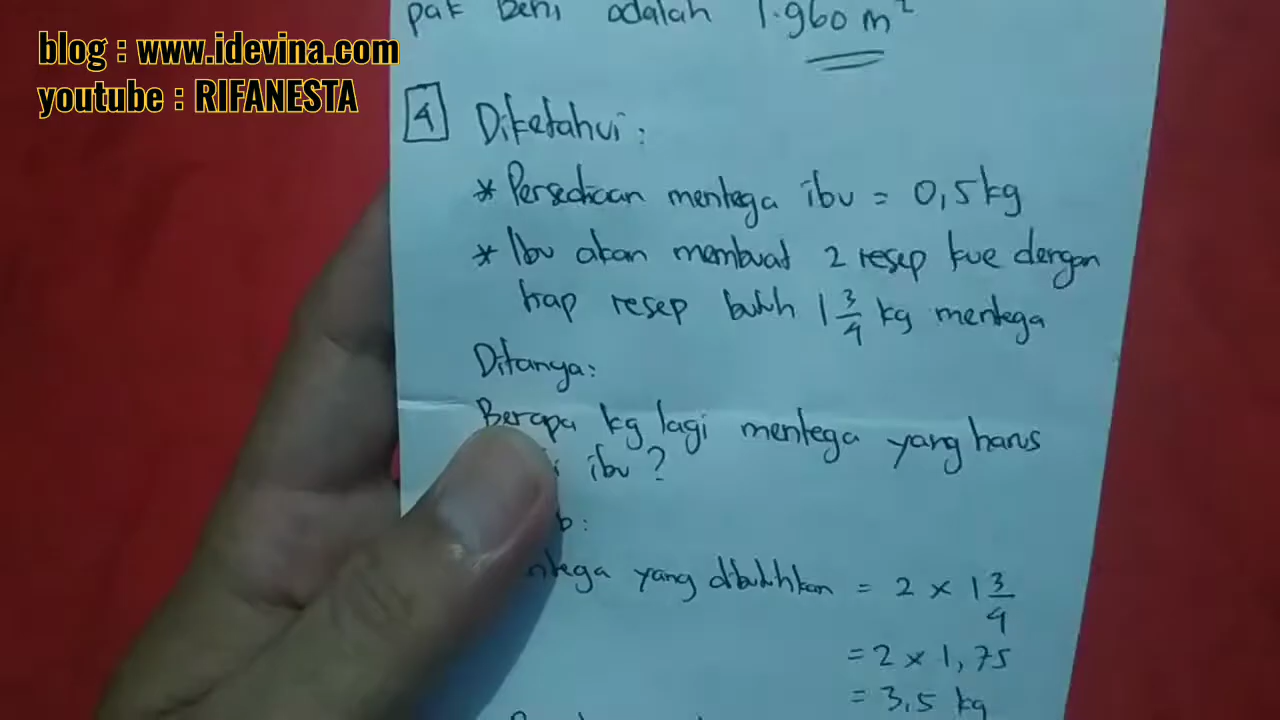 pak Beni adalah 1.960 m²
blog : www.idevina.com
youtube : RIFANESTA
4 Diketahui:
* Persediaan mentega ibu = 0,5 kg
* Ibu akan membuat 2 resep kue dengan
tiap resep butuh 1 3/4 kg mentega
Ditanya:
Berapa kg lagi mentega yang harus
ibu ?
b:
yang dibutuhkan = 2 × 1 3/4
= 2 × 1,75
= 3,5 kg